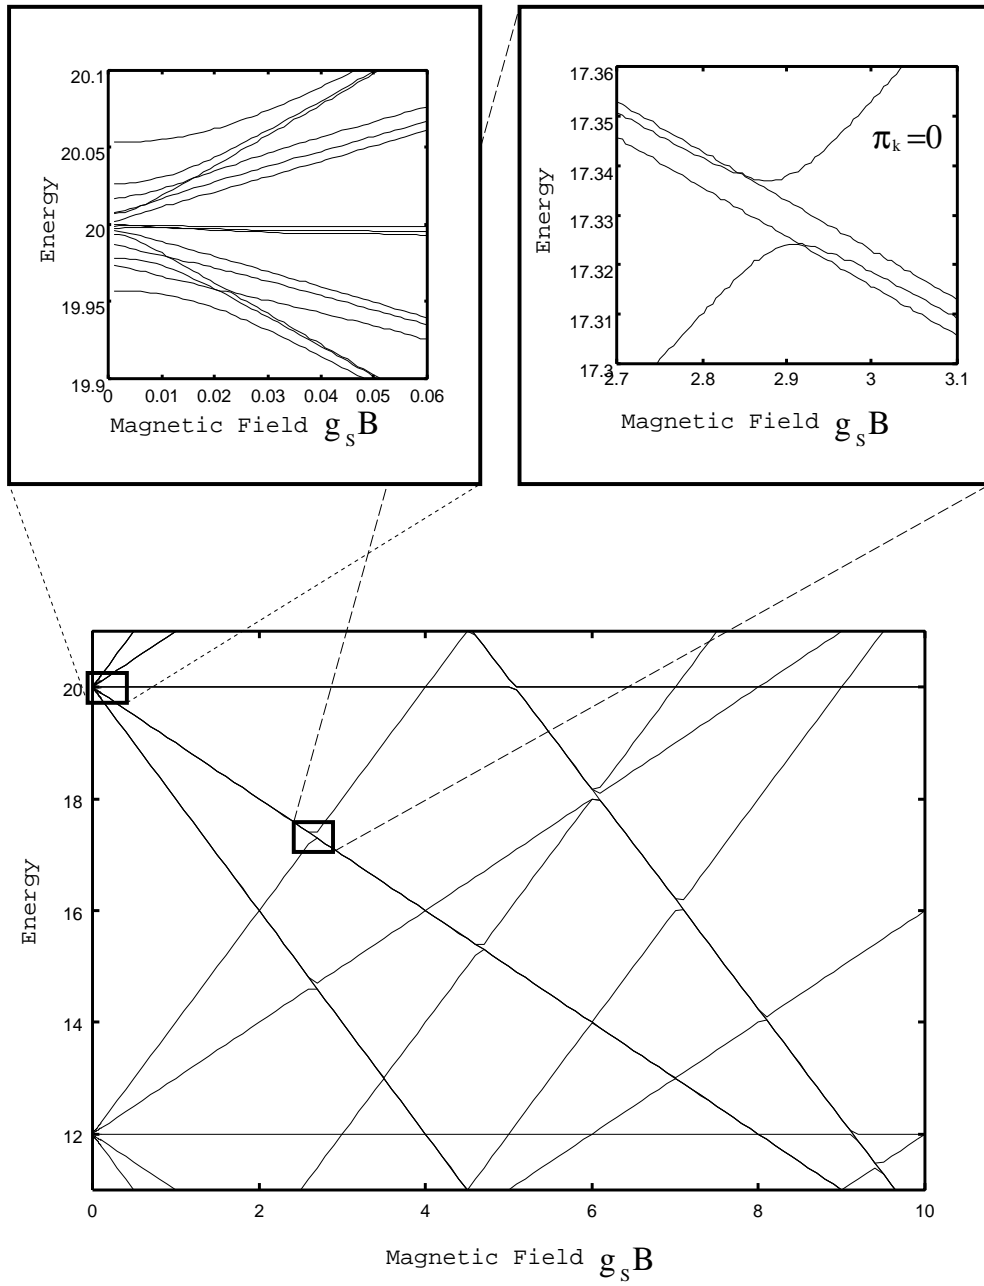 20.1
20.05
20
19.95
19.9
Energy
0 0.01 0.02 0.03 0.04 0.05 0.06
Magnetic Field g_s B
17.36
17.35
17.34
17.33
17.32
17.31
17.3
Energy
π_k =0
2.7 2.8 2.9 3 3.1
Magnetic Field g_s B
20
18
16
14
12
Energy
0 2 4 6 8 10
Magnetic Field g_s B